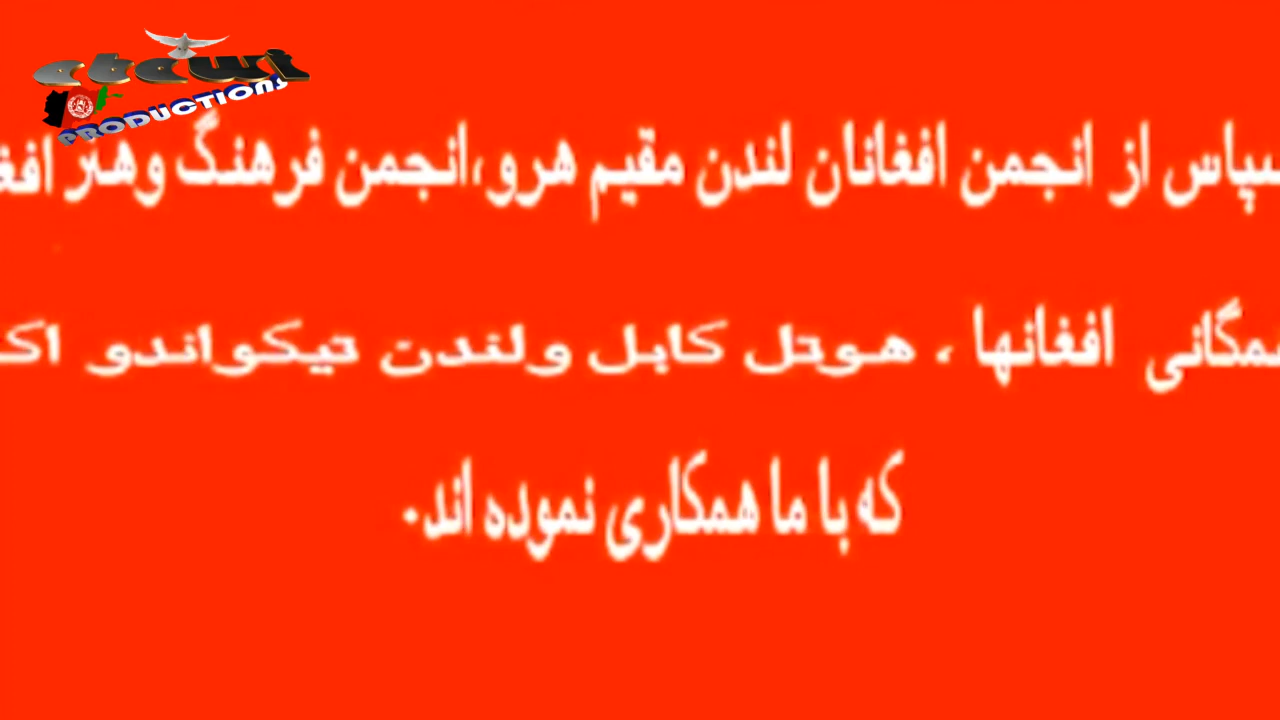 PRODUCTIONS
سپاس از انجمن افغانان لندن مقیم هرو،انجمن فرهنگ وهنر
افغانها ، هوتل کابل ولندن تیکواندو
که با ما همکاری نموده اند.